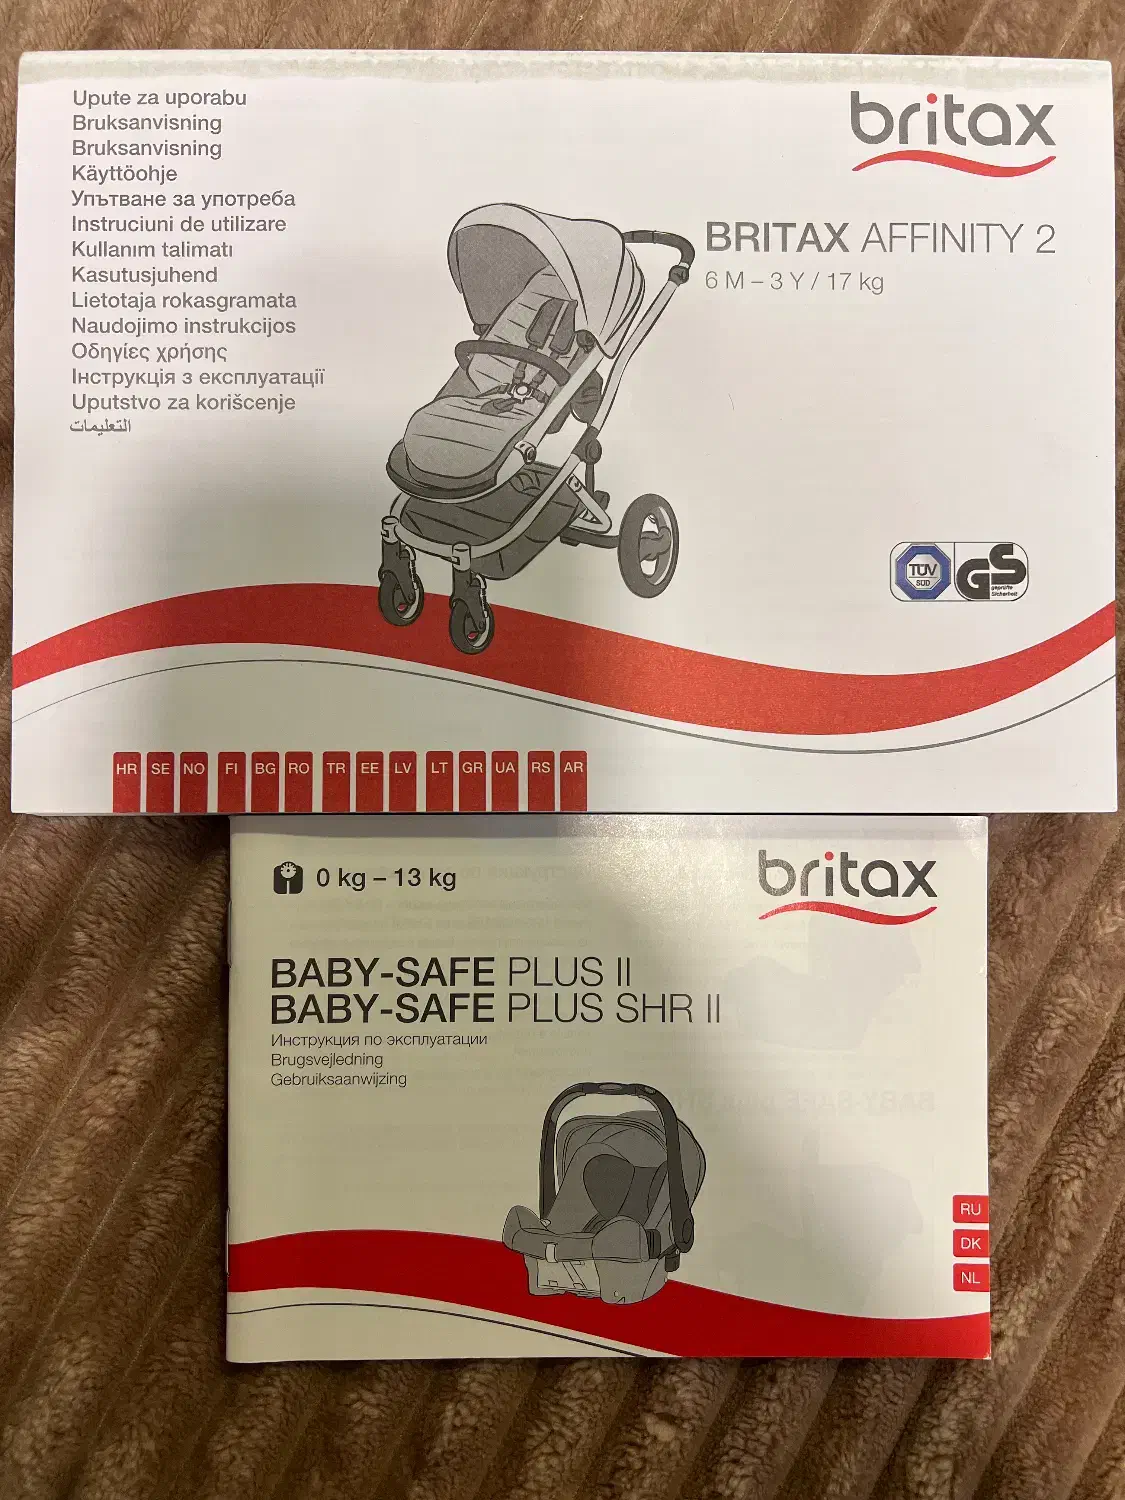 Upute za uporabu
Bruksanvisning
Bruksanvisning
Käyttöohje
Упътване за употреба
Instruciuni de utilizare
Kullanım talimatı
Kasutusjuhend
Lietotaja rokasgramata
Naudojimo instrukcijos
Οδηγίες χρήσης
Інструкція з експлуатації
Uputstvo za korišcenje
التعليمات
britax
BRITAX AFFINITY 2
6 M – 3 Y / 17 kg
TÜV
SÜD
GS
geprüfte
Sicherheit
HR SE NO FI BG RO TR EE LV LT GR UA RS AR
0 kg – 13 kg
britax
BABY-SAFE PLUS II
BABY-SAFE PLUS SHR II
Инструкция по эксплуатации
Brugsvejledning
Gebruiksaanwijzing
RU
DK
NL